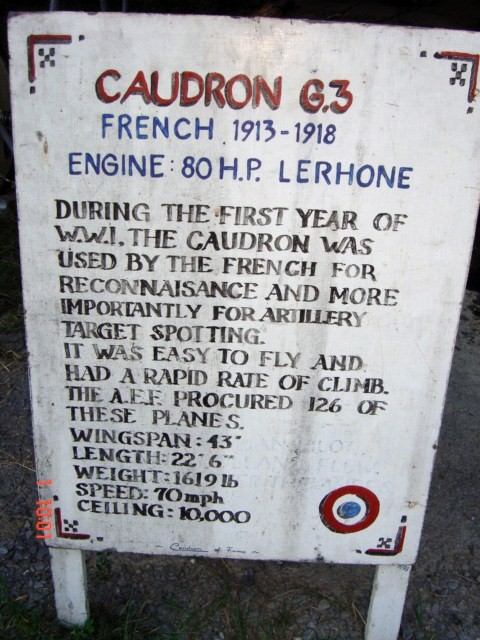 CAUDRON G.3
FRENCH 1913-1918
ENGINE: 80 H.P. LERHONE
DURING THE FIRST YEAR OF
W.W.I, THE CAUDRON WAS
USED BY THE FRENCH FOR
RECONNAISANCE AND MORE
IMPORTANTLY FOR ARTILLERY
TARGET SPOTTING.
IT WAS EASY TO FLY AND
HAD A RAPID RATE OF CLIMB.
THE A.E.F. PROCURED 126 OF
THESE PLANES.
WINGSPAN: 43"
LENGTH: 22' 6"
WEIGHT: 1619 lb
SPEED: 70 mph
CEILING: 10,000